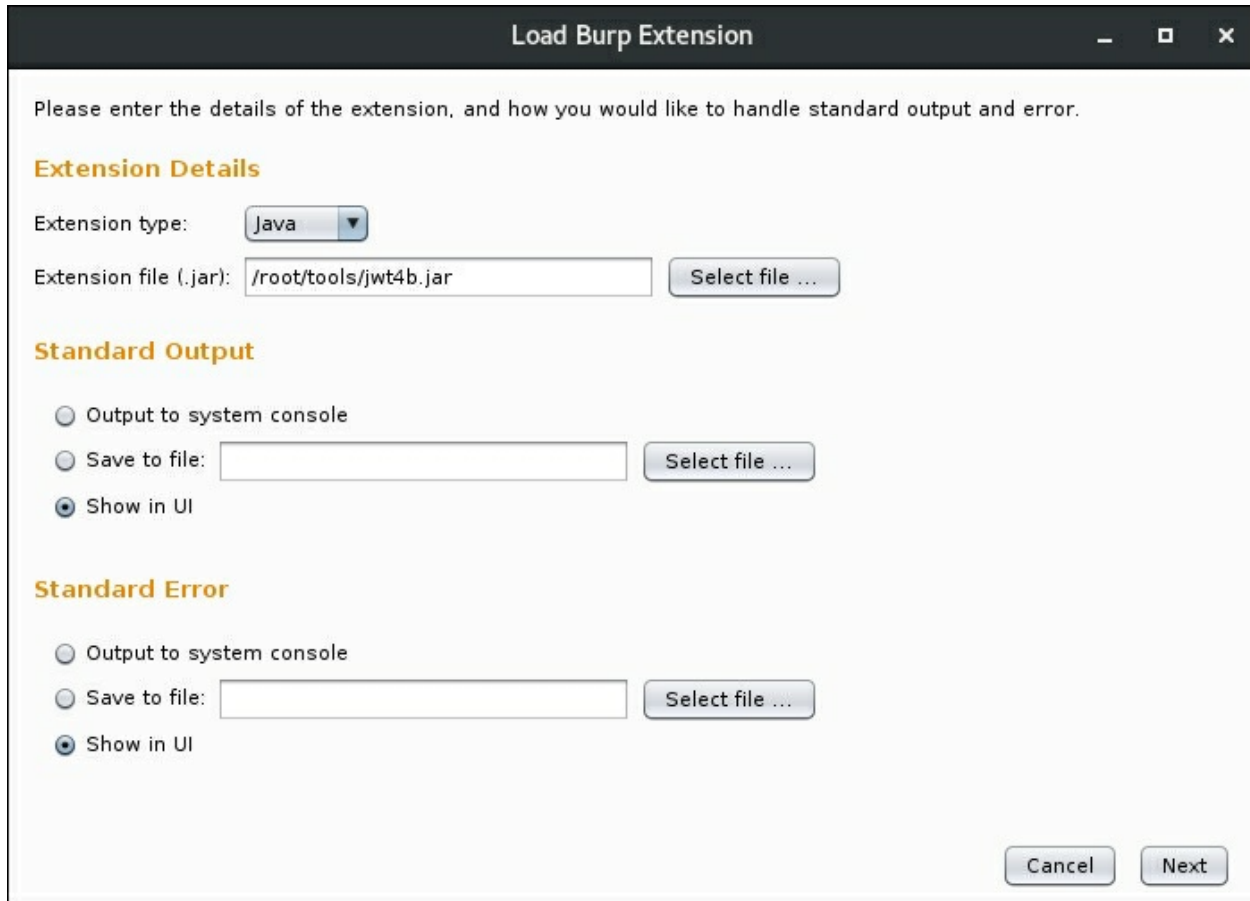 Load Burp Extension
Please enter the details of the extension, and how you would like to handle standard output and error.
Extension Details
Extension type: Java
Extension file (.jar): /root/tools/jwt4b.jar Select file ...
Standard Output
Output to system console
Save to file: Select file ...
Show in UI
Standard Error
Output to system console
Save to file: Select file ...
Show in UI
Cancel Next